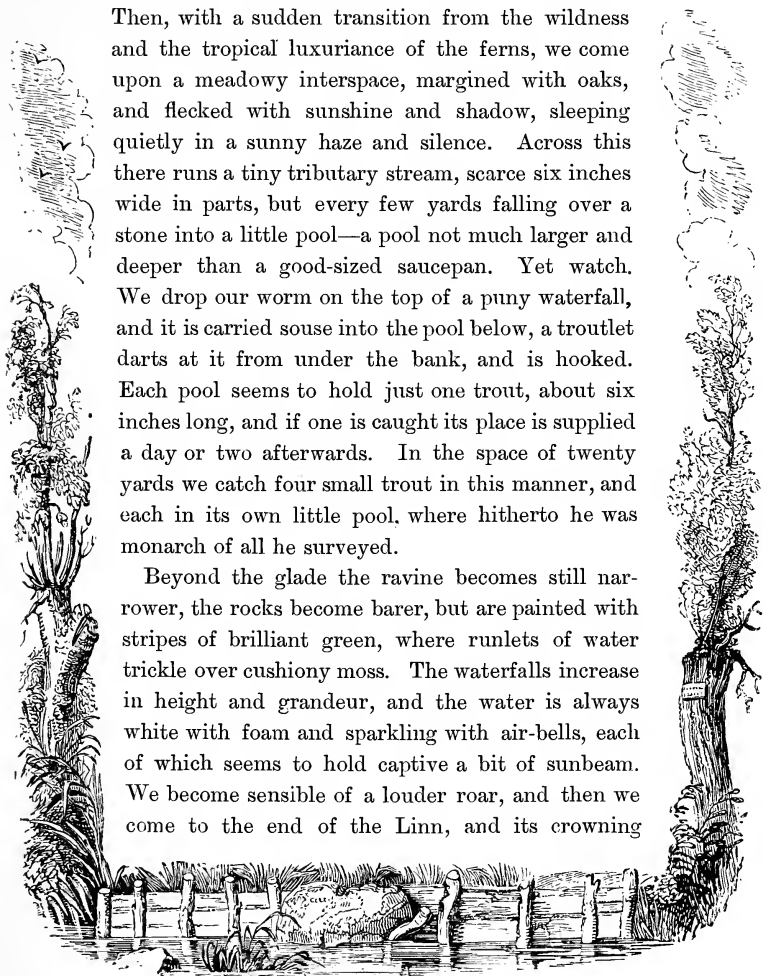 Then, with a sudden transition from the wildness
and the tropical luxuriance of the ferns, we come
upon a meadowy interspace, margined with oaks,
and flecked with sunshine and shadow, sleeping
quietly in a sunny haze and silence. Across this
there runs a tiny tributary stream, scarce six inches
wide in parts, but every few yards falling over a
stone into a little pool—a pool not much larger and
deeper than a good-sized saucepan. Yet watch.
We drop our worm on the top of a puny waterfall,
and it is carried souse into the pool below, a troutlet
darts at it from under the bank, and is hooked.
Each pool seems to hold just one trout, about six
inches long, and if one is caught its place is supplied
a day or two afterwards. In the space of twenty
yards we catch four small trout in this manner, and
each in its own little pool. where hitherto he was
monarch of all he surveyed.
Beyond the glade the ravine becomes still nar-
rower, the rocks become barer, but are painted with
stripes of brilliant green, where runlets of water
trickle over cushiony moss. The waterfalls increase
in height and grandeur, and the water is always
white with foam and sparkling with air-bells, each
of which seems to hold captive a bit of sunbeam.
We become sensible of a louder roar, and then we
come to the end of the Linn, and its crowning